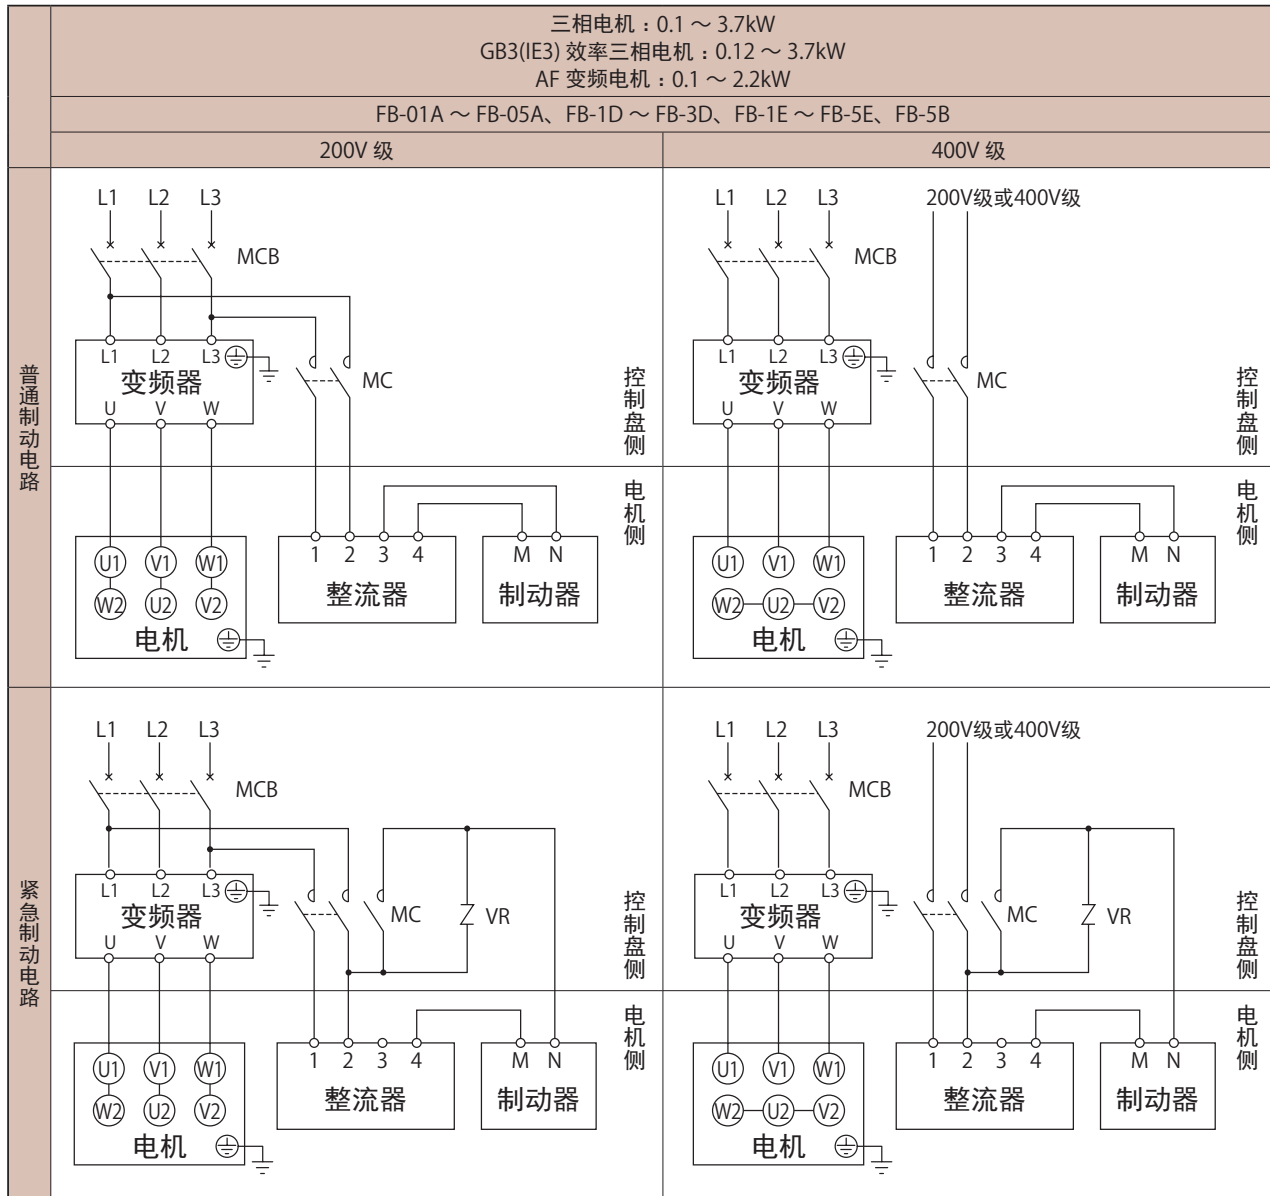 三相电机：0.1 ～ 3.7kW
GB3(IE3) 效率三相电机：0.12 ～ 3.7kW
AF 变频电机：0.1 ～ 2.2kW
FB-01A ～ FB-05A、FB-1D ～ FB-3D、FB-1E ～ FB-5E、FB-5B
200V 级
400V 级
普通制动电路
L1 L2 L3
MCB
L1 L2 L3
变频器
U V W
MC
控制盘侧
电机侧
1 2 3 4
整流器
M N
制动器
U1 V1 W1
W2 U2 V2
电机
L1 L2 L3
200V级或400V级
MCB
L1 L2 L3
变频器
U V W
MC
控制盘侧
电机侧
1 2 3 4
整流器
M N
制动器
U1 V1 W1
W2 U2 V2
电机
紧急制动电路
L1 L2 L3
MCB
L1 L2 L3
变频器
U V W
MC
VR
控制盘侧
电机侧
1 2 3 4
整流器
M N
制动器
U1 V1 W1
W2 U2 V2
电机
L1 L2 L3
200V级或400V级
MCB
L1 L2 L3
变频器
U V W
MC
VR
控制盘侧
电机侧
1 2 3 4
整流器
M N
制动器
U1 V1 W1
W2 U2 V2
电机